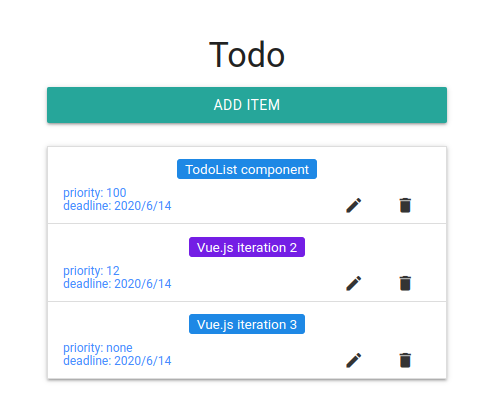 Todo
ADD ITEM
TodoList component
priority: 100
deadline: 2020/6/14
Vue.js iteration 2
priority: 12
deadline: 2020/6/14
Vue.js iteration 3
priority: none
deadline: 2020/6/14